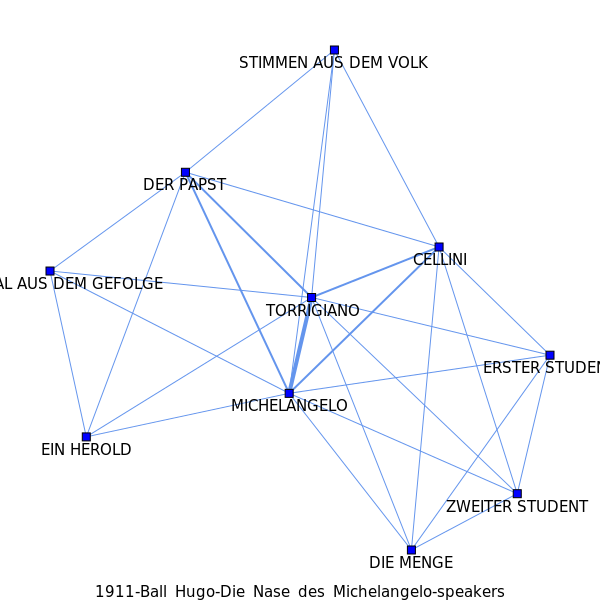 STIMMEN AUS DEM VOLK
DER PAPST
CELLINI
AL AUS DEM GEFOLGE
TORRIGIANO
ERSTER STUDEN
MICHELANGELO
EIN HEROLD
ZWEITER STUDENT
DIE MENGE
1911-Ball Hugo-Die Nase des Michelangelo-speakers